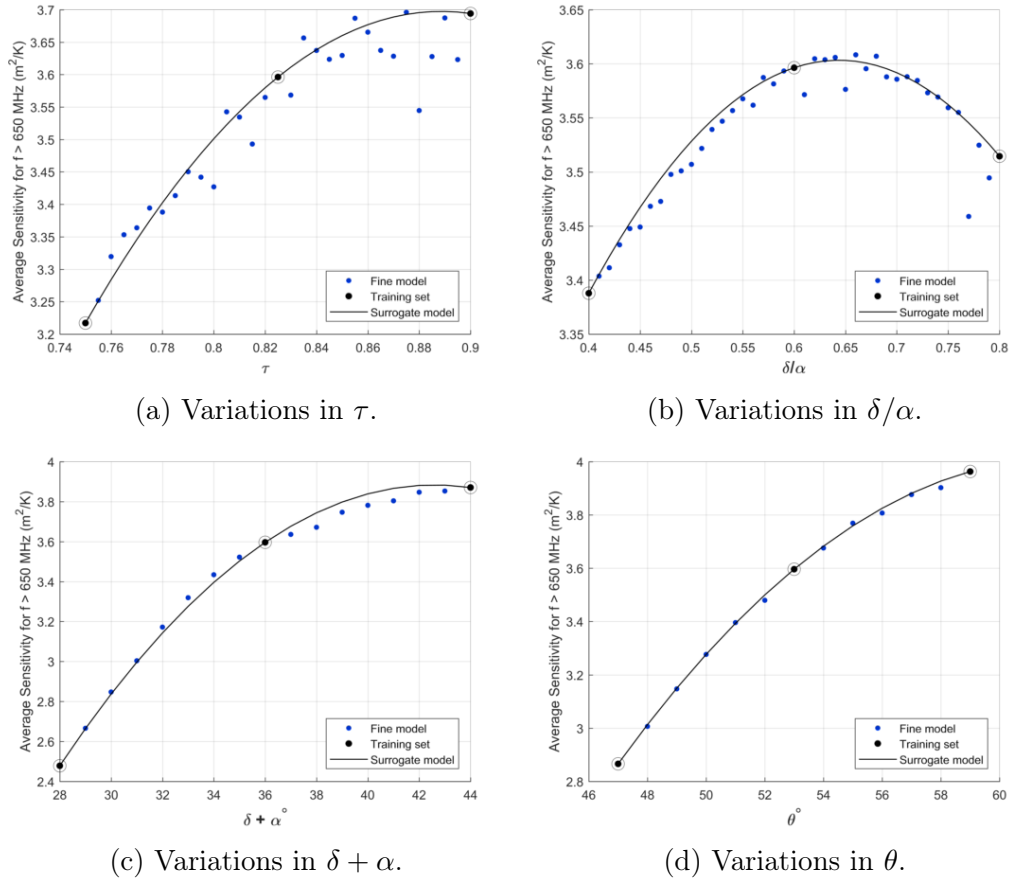 3.7
3.65
3.6
3.55
3.5
3.45
3.4
3.35
3.3
3.25
3.2
Average Sensitivity for f > 650 MHz (m²/K)
Fine model
Training set
Surrogate model
0.74 0.76 0.78 0.8 0.82 0.84 0.86 0.88 0.9
τ
(a) Variations in τ.
3.65
3.6
3.55
3.5
3.45
3.4
3.35
Average Sensitivity for f > 650 MHz (m²/K)
Fine model
Training set
Surrogate model
0.4 0.45 0.5 0.55 0.6 0.65 0.7 0.75 0.8
δ/α
(b) Variations in δ/α.
4
3.8
3.6
3.4
3.2
3
2.8
2.6
2.4
Average Sensitivity for f > 650 MHz (m²/K)
Fine model
Training set
Surrogate model
28 30 32 34 36 38 40 42 44
δ + α°
(c) Variations in δ + α.
4
3.8
3.6
3.4
3.2
3
2.8
Average Sensitivity for f > 650 MHz (m²/K)
Fine model
Training set
Surrogate model
46 48 50 52 54 56 58 60
θ°
(d) Variations in θ.